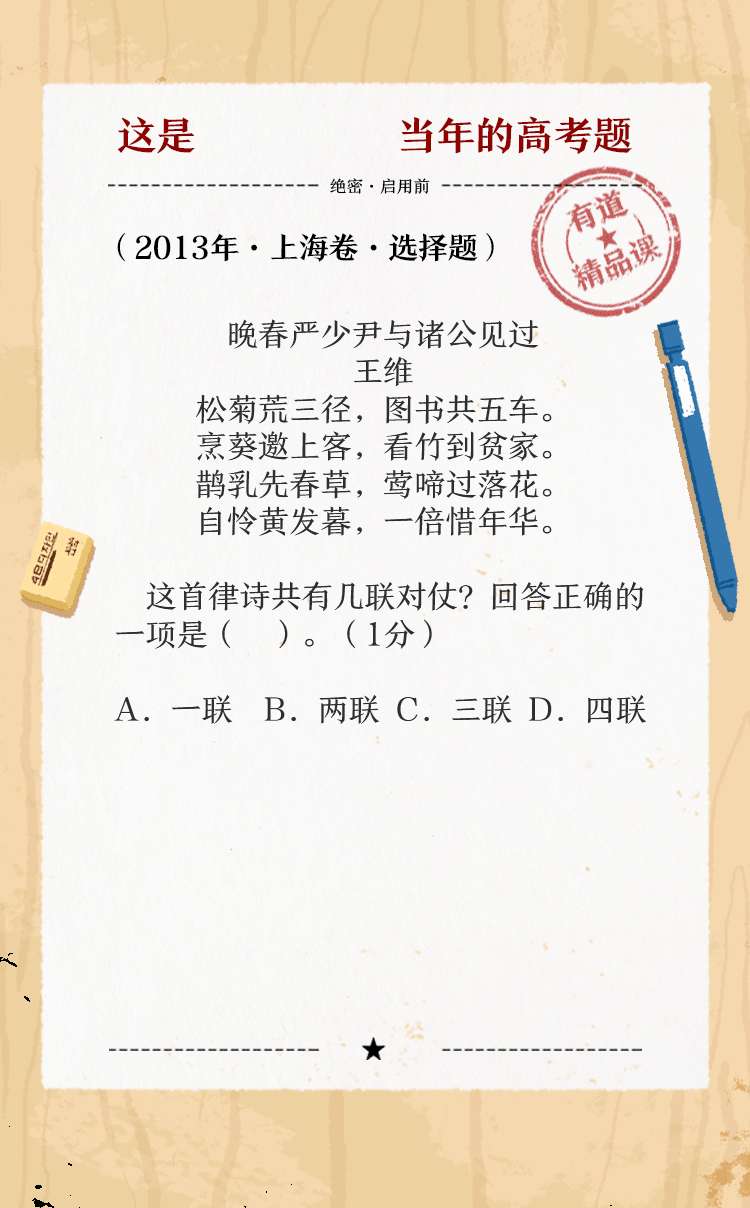 这是 当年的高考题
绝密·启用前
有道
精品课
（2013年·上海卷·选择题）
晚春严少尹与诸公见过
王维
松菊荒三径，图书共五车。
烹葵邀上客，看竹到贫家。
鹊乳先春草，莺啼过落花。
自怜黄发暮，一倍惜年华。
这首律诗共有几联对仗？回答正确的
一项是（ ）。（1分）
A．一联 B．两联 C．三联 D．四联